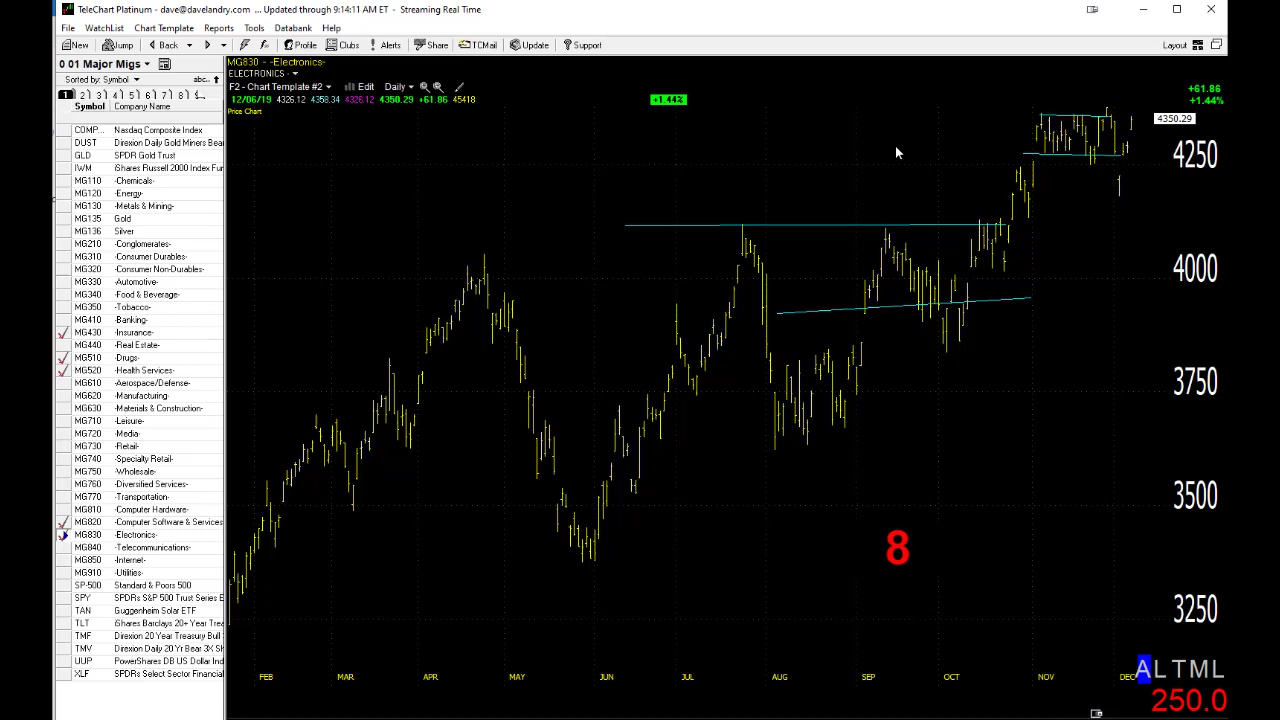 TeleChart Platinum - dave@davelandry.com ... Updated through 9:14:11 AM ET - Streaming Real Time
File WatchList Chart Template Reports Tools Databank Help
New Jump Back Profile Clubs Alerts Share TCMail Update Support Layout
0 01 Major Migs
Sorted by: Symbol abc..
1 2 3 4 5 6 7 8
Symbol Company Name
COMP... Nasdaq Composite Index
DUST Direxion Daily Gold Miners Bear
GLD SPDR Gold Trust
IWM iShares Russell 2000 Index Fun
MG110 -Chemicals-
MG120 -Energy-
MG130 -Metals & Mining-
MG135 Gold
MG136 Silver
MG210 -Conglomerates-
MG310 -Consumer Durables-
MG320 -Consumer Non-Durables-
MG330 -Automotive-
MG340 -Food & Beverage-
MG350 -Tobacco-
MG410 -Banking-
MG430 -Insurance-
MG440 -Real Estate-
MG510 -Drugs-
MG520 -Health Services-
MG610 -Aerospace/Defense-
MG620 -Manufacturing-
MG630 -Materials & Construction-
MG710 -Leisure-
MG720 -Media-
MG730 -Retail-
MG740 -Specialty Retail-
MG750 -Wholesale-
MG760 -Diversified Services-
MG770 -Transportation-
MG810 -Computer Hardware-
MG820 -Computer Software & Services
MG830 -Electronics-
MG840 -Telecommunications-
MG850 -Internet-
MG910 -Utilities-
SP-500 Standard & Poors 500
SPY SPDRs S&P 500 Trust Series E
TAN Guggenheim Solar ETF
TLT iShares Barclays 20+ Year Treas
TMF Direxion 20 Year Treasury Bull
TMV Direxion Daily 20 Yr Bear 3X Sh
UUP PowerShares DB US Dollar Ind
XLF SPDRs Select Sector Financial
MG830 - -Electronics-
ELECTRONICS -
F2 - Chart Template #2 Edit Daily
12/06/19 4326.12 4358.34 4326.12 4350.29 +61.86 45418
+1.44%
+61.86
+1.44%
Price Chart
4350.29
4250
4000
3750
3500
3250
8
FEB MAR APR MAY JUN JUL AUG SEP OCT NOV DEC
ALTML
250.0